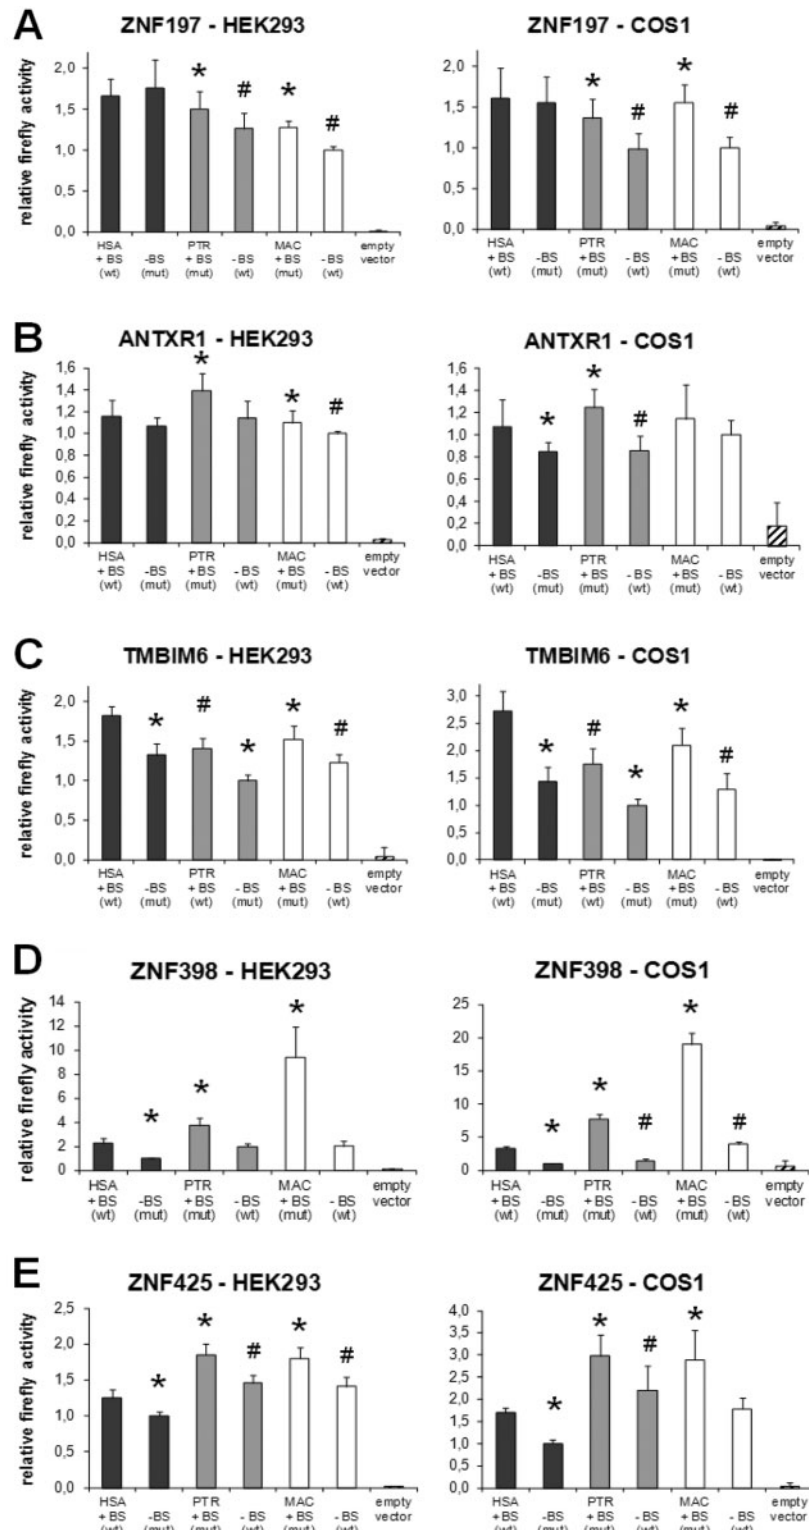 A
ZNF197 - HEK293
relative firefly activity
2,0
1,5
1,0
0,5
0,0
* # * #
HSA + BS (wt)
-BS (mut)
PTR + BS (mut)
- BS (wt)
MAC + BS (mut)
- BS (wt)
empty vector
ZNF197 - COS1
2,0
1,5
1,0
0,5
0,0
* # * #
HSA + BS (wt)
-BS (mut)
PTR + BS (mut)
- BS (wt)
MAC + BS (mut)
- BS (wt)
empty vector
B
ANTXR1 - HEK293
relative firefly activity
1,6
1,4
1,2
1,0
0,8
0,6
0,4
0,2
0,0
* * #
HSA + BS (wt)
-BS (mut)
PTR + BS (mut)
- BS (wt)
MAC + BS (mut)
- BS (wt)
empty vector
ANTXR1 - COS1
1,6
1,4
1,2
1,0
0,8
0,6
0,4
0,2
0,0
* * #
HSA + BS (wt)
-BS (mut)
PTR + BS (mut)
- BS (wt)
MAC + BS (mut)
- BS (wt)
empty vector
C
TMBIM6 - HEK293
relative firefly activity
2,0
1,5
1,0
0,5
0,0
* # * * #
HSA + BS (wt)
-BS (mut)
PTR + BS (wt)
- BS (mut)
MAC + BS (mut)
- BS (wt)
empty vector
TMBIM6 - COS1
3,0
2,5
2,0
1,5
1,0
0,5
0,0
* # * * #
HSA + BS (wt)
-BS (mut)
PTR + BS (wt)
- BS (mut)
MAC + BS (mut)
- BS (wt)
empty vector
D
ZNF398 - HEK293
relative firefly activity
14
12
10
8
6
4
2
0
* * *
HSA + BS (wt)
-BS (mut)
PTR + BS (mut)
- BS (wt)
MAC + BS (mut)
- BS (wt)
empty vector
ZNF398 - COS1
25
20
15
10
5
0
* * # * #
HSA + BS (wt)
-BS (mut)
PTR + BS (mut)
- BS (wt)
MAC + BS (mut)
- BS (wt)
empty vector
E
ZNF425 - HEK293
relative firefly activity
2,5
2,0
1,5
1,0
0,5
0,0
* * # * #
HSA + BS (wt)
-BS (mut)
PTR + BS (mut)
- BS (wt)
MAC + BS (mut)
- BS (wt)
empty vector
ZNF425 - COS1
4,0
3,5
3,0
2,5
2,0
1,5
1,0
0,5
0,0
* * # *
HSA + BS (wt)
-BS (mut)
PTR + BS (mut)
- BS (wt)
MAC + BS (mut)
- BS (wt)
empty vector